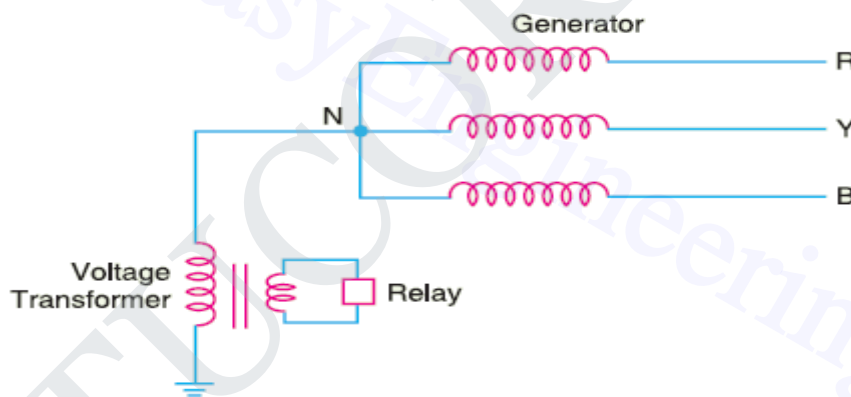 Generator
R
N
Y
B
Voltage
Transformer
Relay